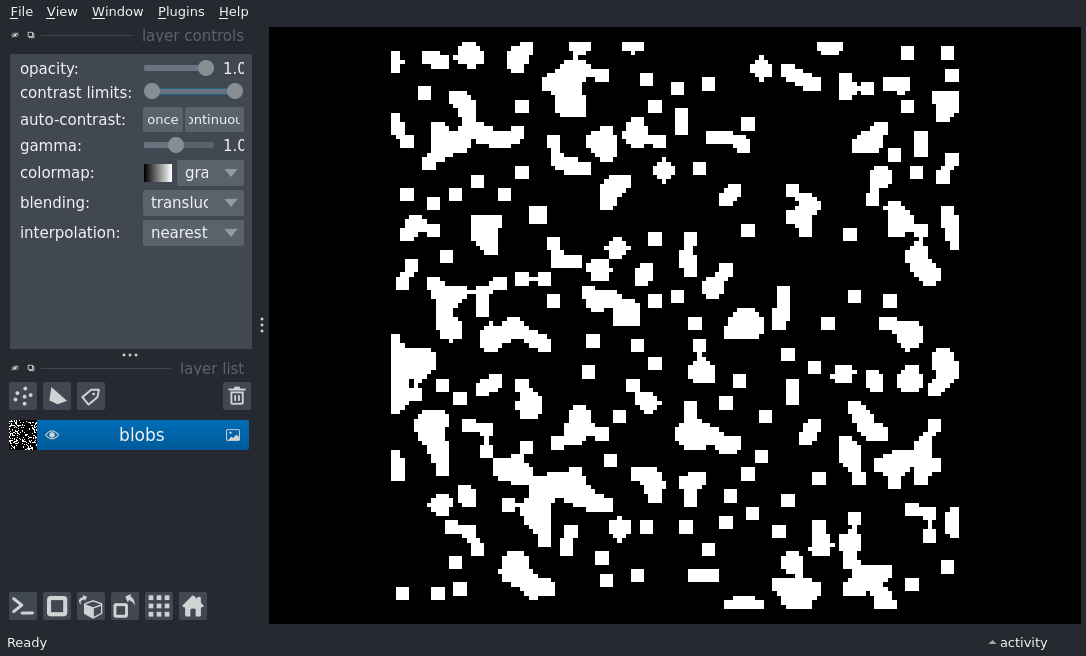 File View Window Plugins Help
layer controls
opacity: 1.0
contrast limits:
auto-contrast: once ontinuou
gamma: 1.0
colormap: gra
blending: transluc
interpolation: nearest
layer list
blobs
Ready activity